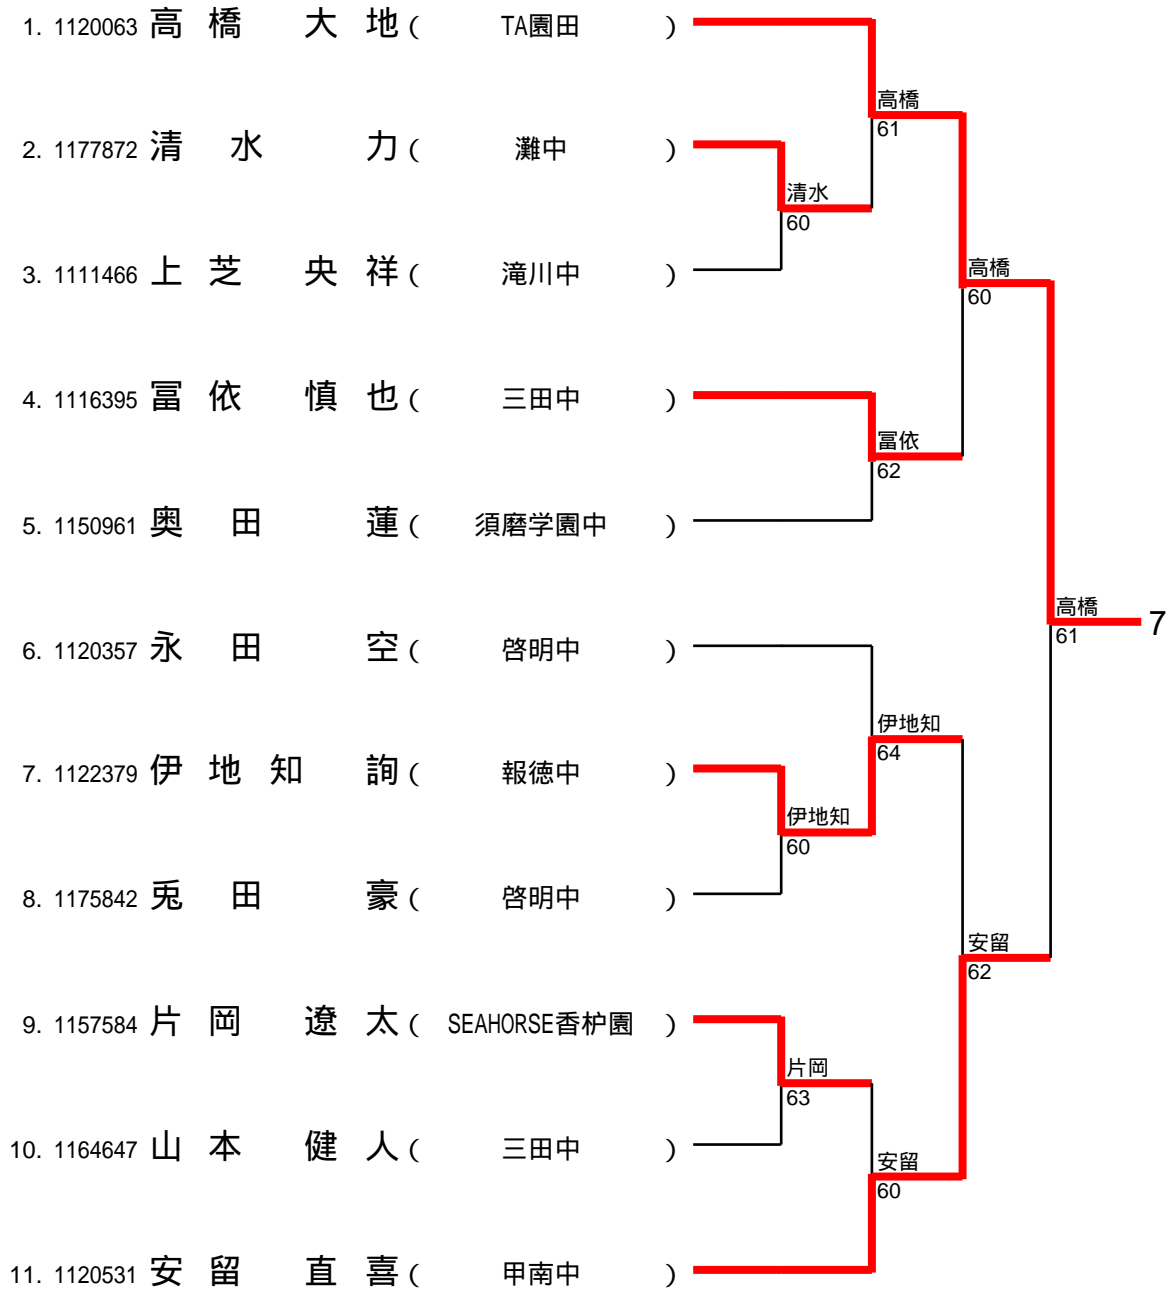 1. 1120063 高橋 大地 ( TA園田 )
高橋
61
2. 1177872 清水 力 ( 灘中 )
清水
60
3. 1111466 上芝 央祥 ( 滝川中 )
高橋
60
4. 1116395 冨依 慎也 ( 三田中 )
冨依
62
5. 1150961 奥田 蓮 ( 須磨学園中 )
高橋
61
7
6. 1120357 永田 空 ( 啓明中 )
伊地知
64
7. 1122379 伊地知 詢 ( 報徳中 )
伊地知
60
8. 1175842 兎田 豪 ( 啓明中 )
安留
62
9. 1157584 片岡 遼太 ( SEAHORSE香枦園 )
片岡
63
10. 1164647 山本 健人 ( 三田中 )
安留
60
11. 1120531 安留 直喜 ( 甲南中 )